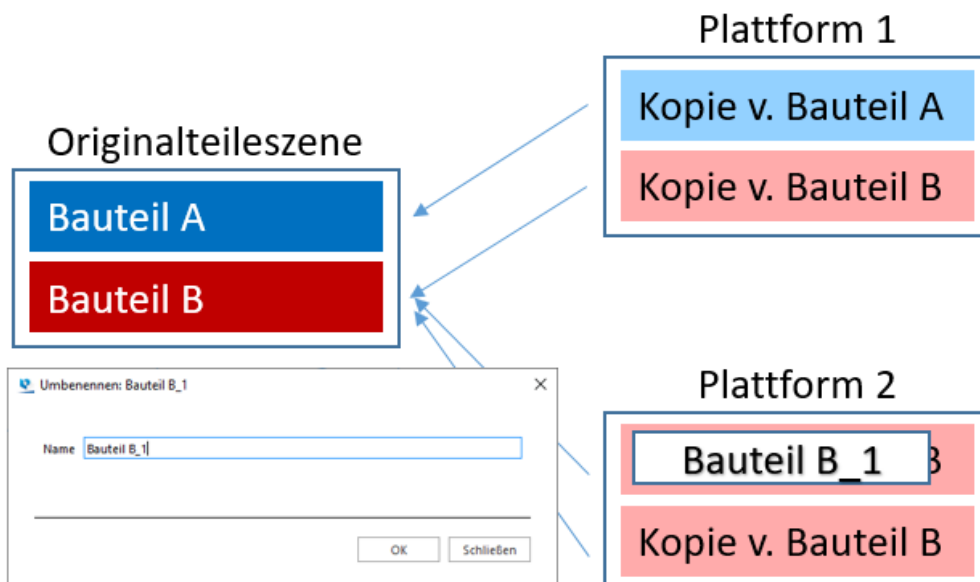 Plattform 1
Kopie v. Bauteil A
Kopie v. Bauteil B
Originalteileszene
Bauteil A
Bauteil B
Umbenennen: Bauteil B_1
Name Bauteil B_1
OK Schließen
Plattform 2
Bauteil B_1 B
Kopie v. Bauteil B